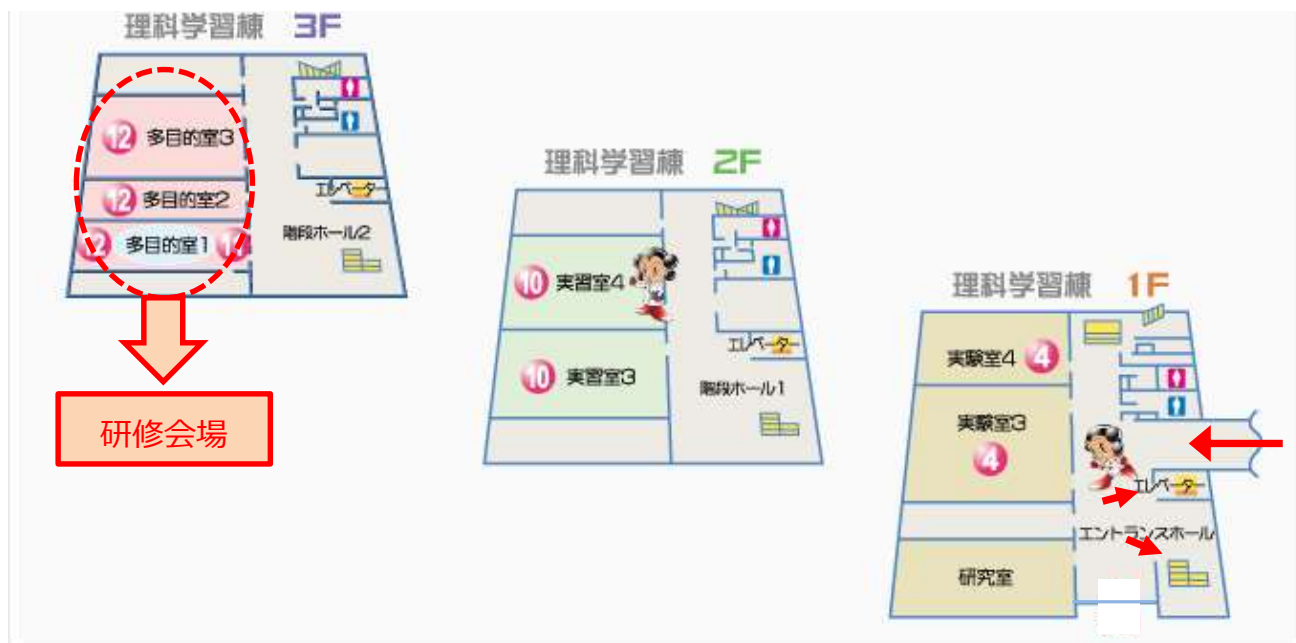 理科学習棟 3F
12 多目的室3
エレベーター
12 多目的室2
階段ホール2
12 多目的室1
研修会場
理科学習棟 2F
10 実習室4
エレベーター
10 実習室3
階段ホール1
理科学習棟 1F
実験室4 4
実験室3
4
エレベーター
エントランスホール
研究室